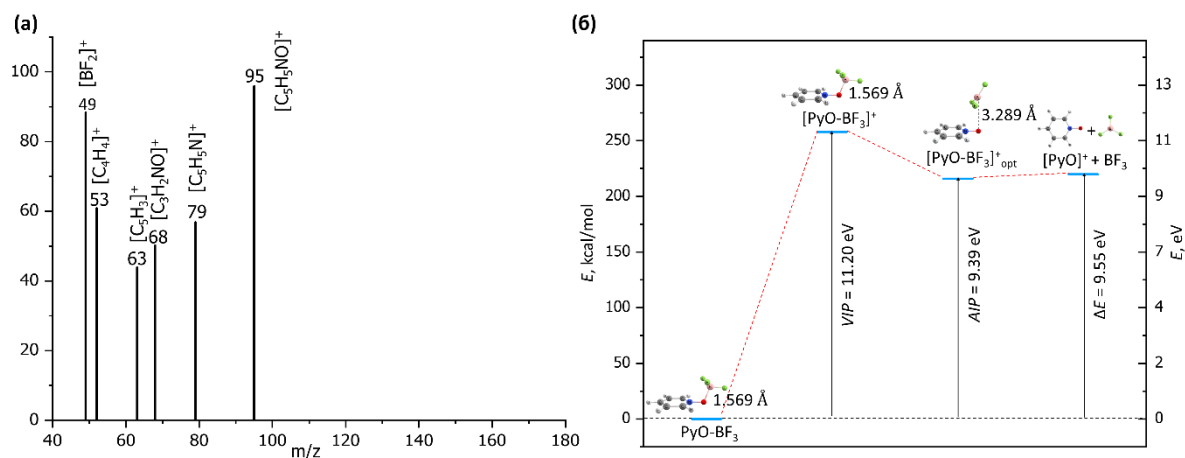 (а)
100
80
60
40
20
0
40
60
80
100
120
140
160
180
m/z
[BF₂]⁺
49
[C₄H₄]⁺
53
[C₅H₃]⁺
63
[C₃H₂NO]⁺
68
[C₅H₅N]⁺
79
95
[C₅H₅NO]⁺
(б)
E, kcal/mol
300
250
200
150
100
50
0
E, eV
13
11
9
7
4
2
0
1.569 Å
PyO-BF₃
1.569 Å
[PyO-BF₃]⁺
VIP = 11.20 eV
3.289 Å
[PyO-BF₃]⁺opt
AIP = 9.39 eV
+
[PyO]⁺ + BF₃
ΔE = 9.55 eV